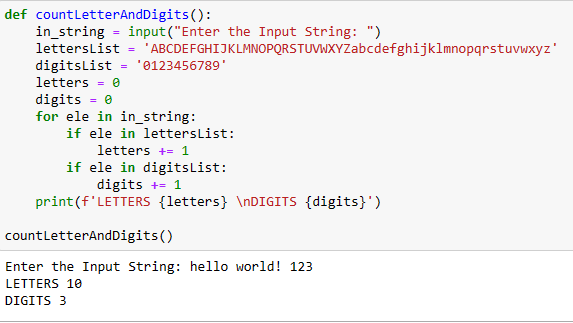 def countLetterAndDigits():
    in_string = input("Enter the Input String: ")
    lettersList = 'ABCDEFGHIJKLMNOPQRSTUVWXYZabcdefghijklmnopqrstuvwxyz'
    digitsList = '0123456789'
    letters = 0
    digits = 0
    for ele in in_string:
        if ele in lettersList:
            letters += 1
        if ele in digitsList:
            digits += 1
    print(f'LETTERS {letters} \nDIGITS {digits}')
countLetterAndDigits()
Enter the Input String: hello world! 123
LETTERS 10
DIGITS 3